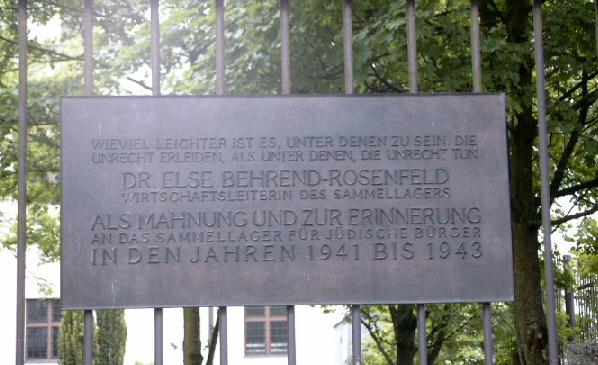 WIEVIEL LEICHTER IST ES, UNTER DENEN ZU SEIN, DIE
UNRECHT ERLEIDEN, ALS UNTER DENEN, DIE UNRECHT TUN
DR. ELSE BEHREND-ROSENFELD
WIRTSCHAFTSLEITERIN DES SAMMELLAGERS
ALS MAHNUNG UND ZUR ERINNERUNG
AN DAS SAMMELLAGER FÜR JÜDISCHE BÜRGER
IN DEN JAHREN 1941 BIS 1943